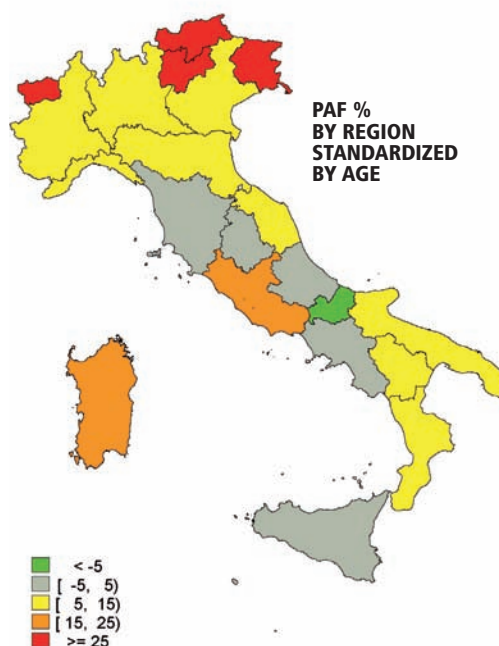 PAF %
BY REGION
STANDARDIZED
BY AGE
< -5
[ -5, 5)
[ 5, 15)
[ 15, 25)
>= 25